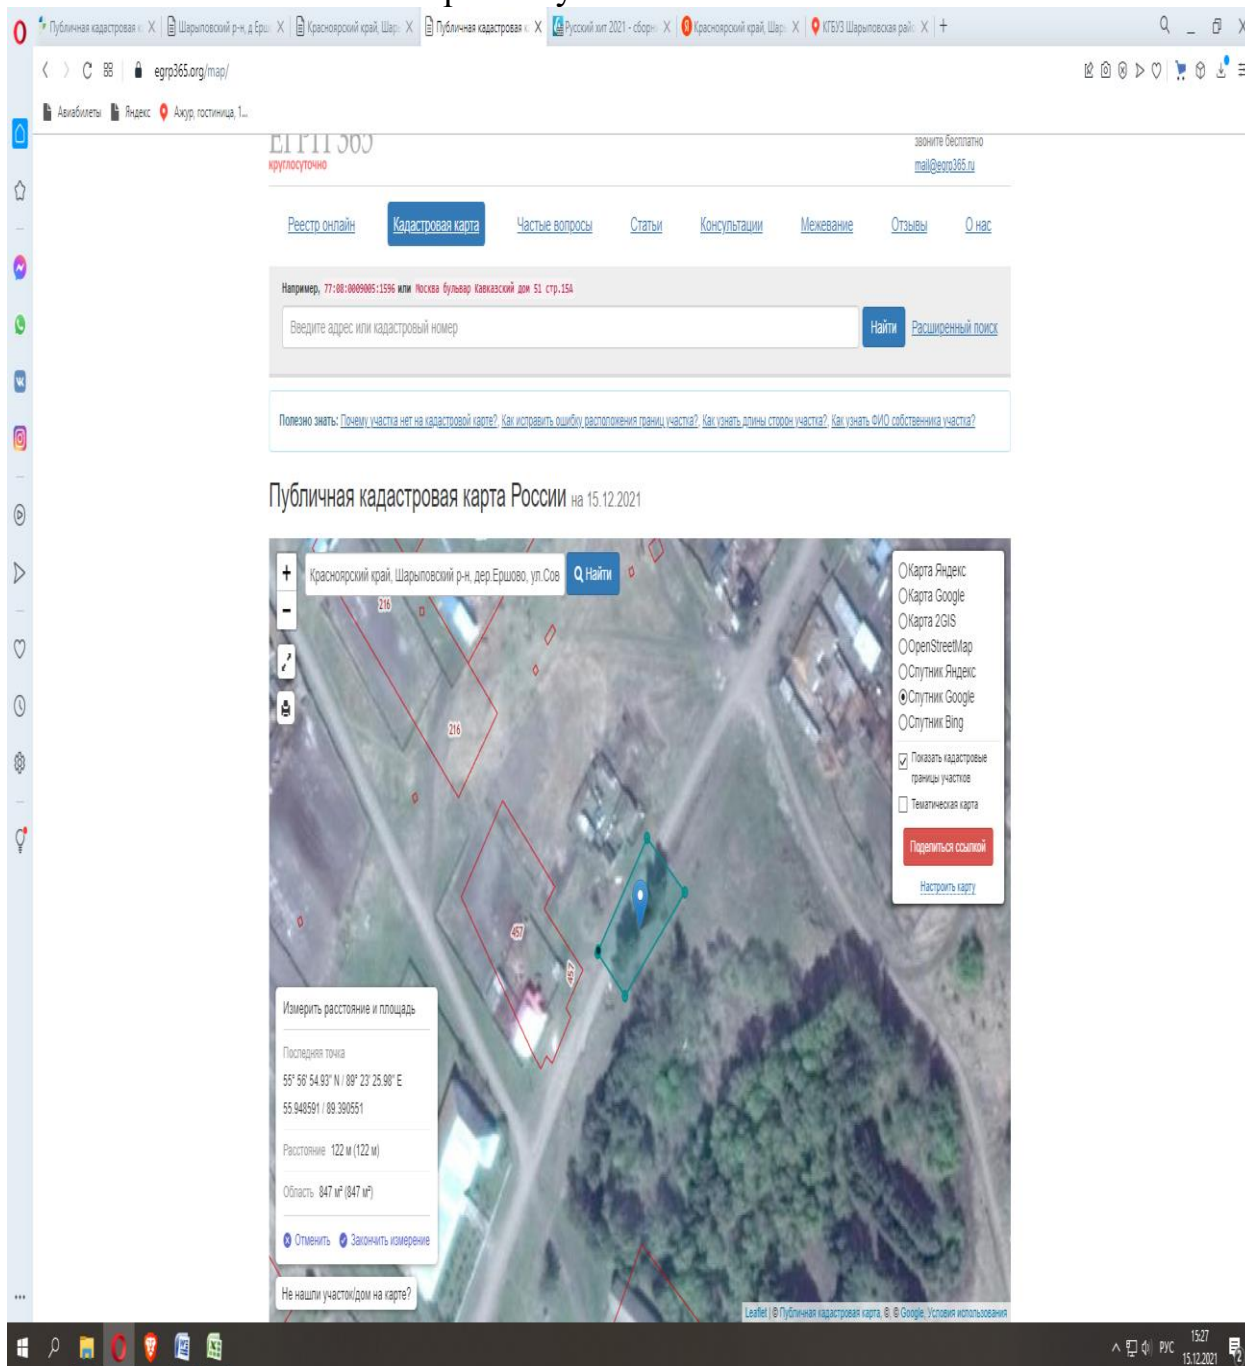 Публичная кадастровая к
Шарыповский р-н, д Ершо
Красноярский край, Шар
Публичная кадастровая к
Русский хит 2021 - сборн
Красноярский край, Шар
КГБУЗ Шарыповская райо
egrp365.org/map/
Авиабилеты
Яндекс
Ажур, гостиница, 1...
ЕГРП 365
круглосуточно
звоните бесплатно
mail@egrp365.ru
Реестр онлайн Кадастровая карта Частые вопросы Статьи Консультации Межевание Отзывы О нас
Например, 77:08:0009005:1596 или Москва бульвар Кавказский дом 51 стр.15А
Введите адрес или кадастровый номер
Найти
Расширенный поиск
Полезно знать: Почему участка нет на кадастровой карте?, Как исправить ошибку расположения границ участка?, Как узнать длины сторон участка?, Как узнать ФИО собственника участка?
Публичная кадастровая карта России на 15.12.2021
+
−
Красноярский край, Шарыповский р-н, дер.Ершово, ул.Сов
Найти
Карта Яндекс
Карта Google
Карта 2GIS
OpenStreetMap
Спутник Яндекс
Спутник Google
Спутник Bing
Показать кадастровые
границы участков
Тематическая карта
Поделиться ссылкой
Настроить карту
216
216
457
457
Измерить расстояние и площадь
Последняя точка
55° 56' 54.93" N / 89° 23' 25.98" E
55.948591 / 89.390551
Расстояние 122 м (122 м)
Область 847 м² (847 м²)
Отменить Закончить измерение
Не нашли участок/дом на карте?
Leaflet | © Публичная кадастровая карта, ©, © Google, Условия использования
РУС
15:27
15.12.2021
2